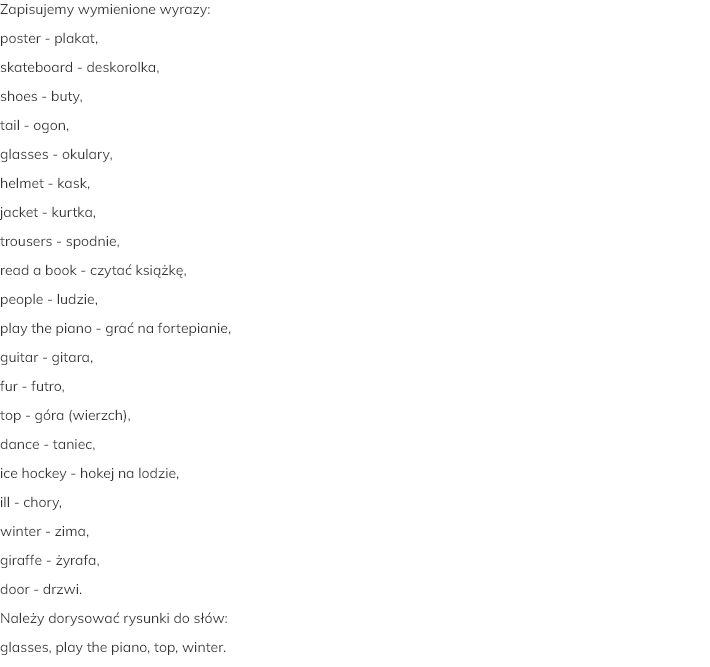 Zapisujemy wymienione wyrazy:
poster - plakat,
skateboard - deskorolka,
shoes - buty,
tail - ogon,
glasses - okulary,
helmet - kask,
jacket - kurtka,
trousers - spodnie,
read a book - czytać książkę,
people - ludzie,
play the piano - grać na fortepianie,
guitar - gitara,
fur - futro,
top - góra (wierzch),
dance - taniec,
ice hockey - hokej na lodzie,
ill - chory,
winter - zima,
giraffe - żyrafa,
door - drzwi.
Należy dorysować rysunki do słów:
glasses, play the piano, top, winter.